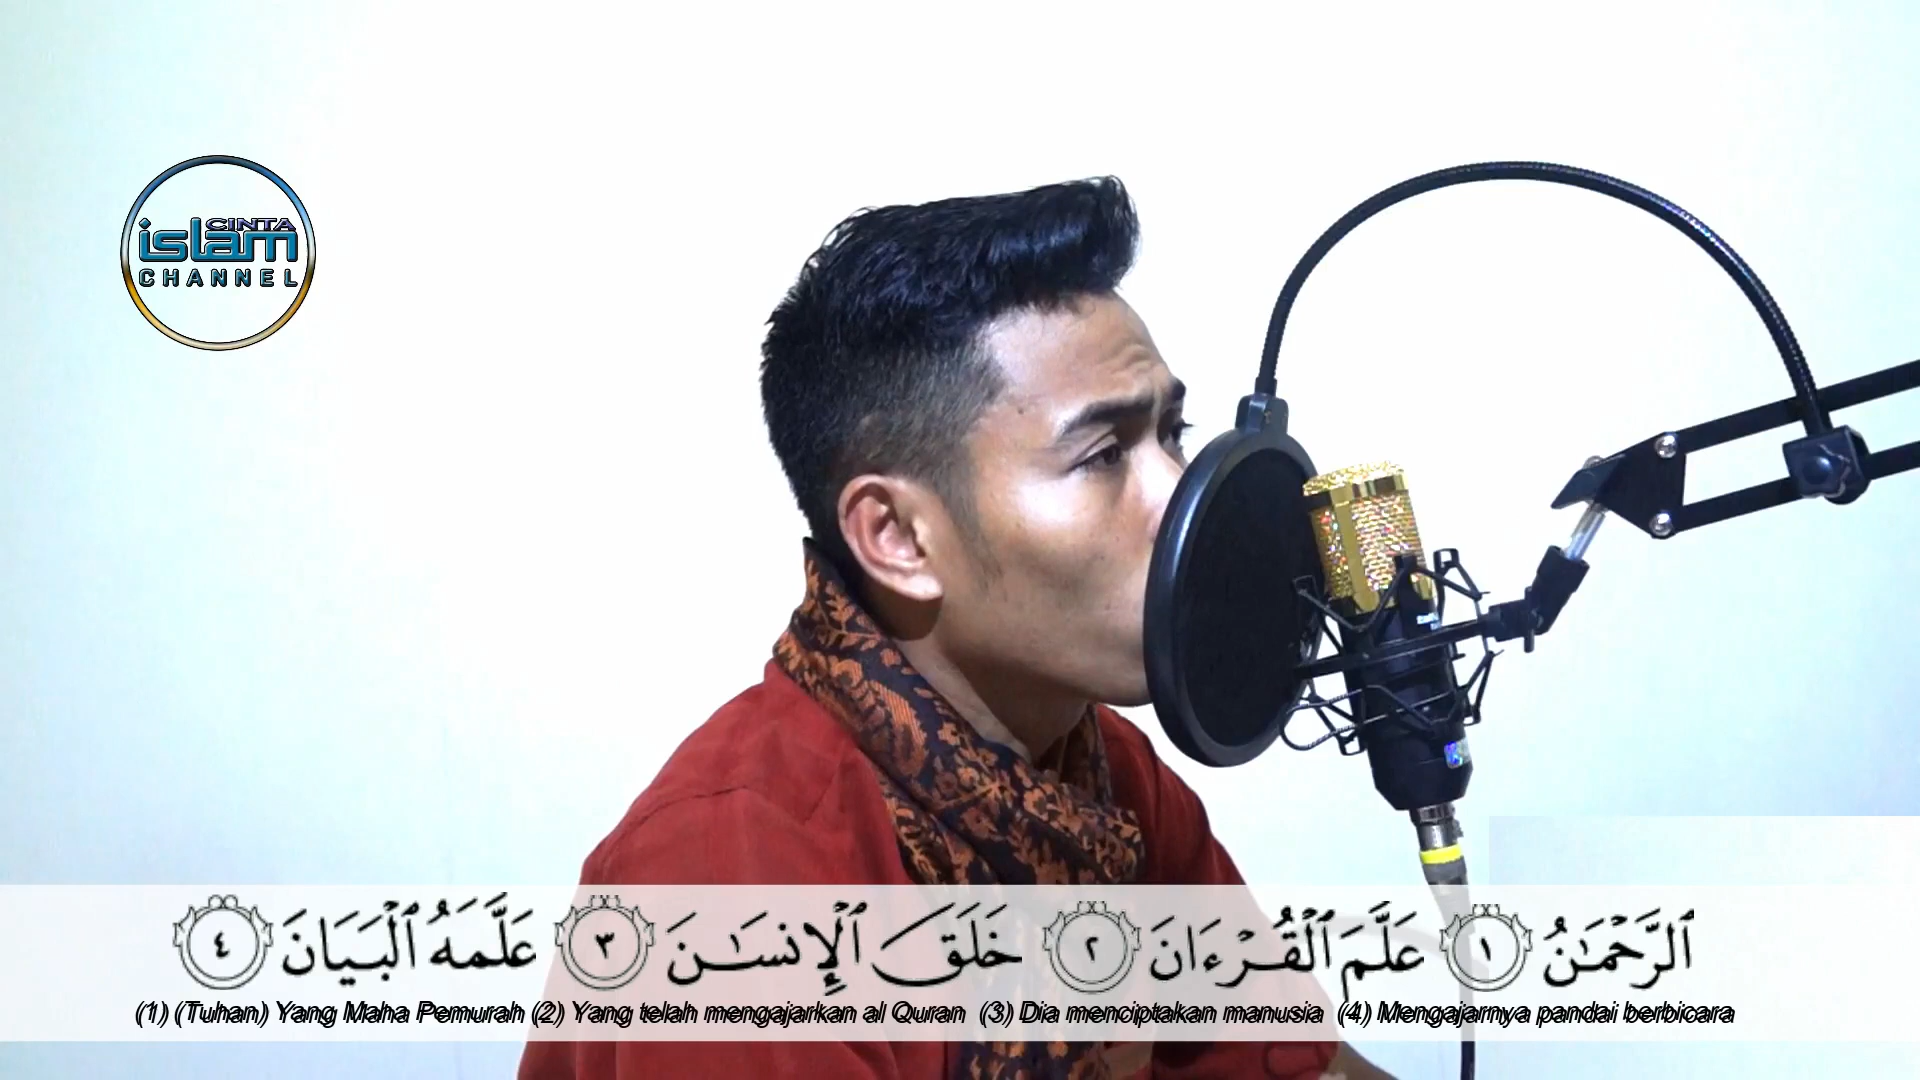 CINTA
islam
CHANNEL
ٱلرَّحْمَـٰنُ ١ عَلَّمَ ٱلْقُرْءَانَ ٢ خَلَقَ ٱلْإِنسَـٰنَ ٣ عَلَّمَهُ ٱلْبَيَانَ ٤
(1) (Tuhan) Yang Maha Pemurah (2) Yang telah mengajarkan al Quran (3) Dia menciptakan manusia (4) Mengajarnya pandai berbicara